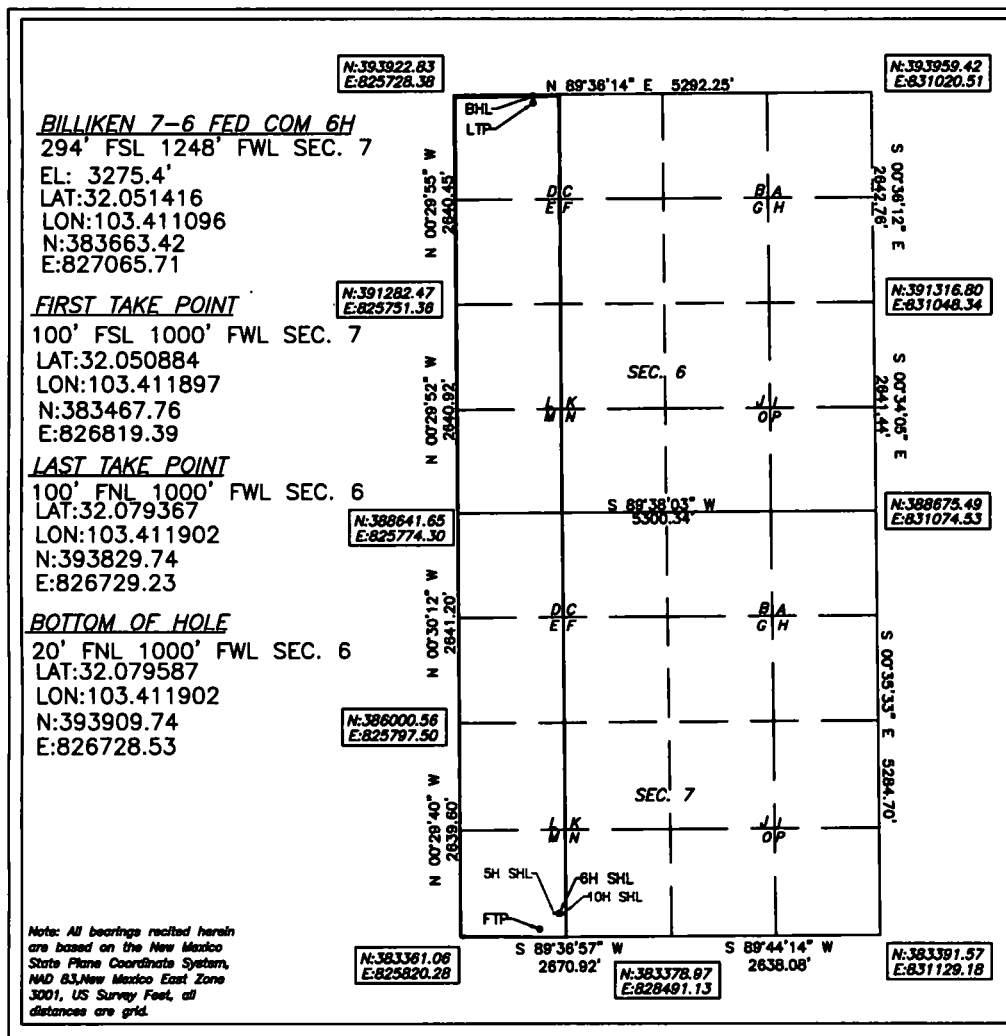 N:393922.83
E:825728.38
N 89°36'14" E 5292.25'
N:393959.42
E:831020.51
BHL
LTP
BILLIKEN 7-6 FED COM 6H
294' FSL 1248' FWL SEC. 7
EL: 3275.4'
LAT:32.051416
LON:103.411096
N:383663.42
E:827065.71
FIRST TAKE POINT
100' FSL 1000' FWL SEC. 7
LAT:32.050884
LON:103.411897
N:383467.76
E:826819.39
LAST TAKE POINT
100' FNL 1000' FWL SEC. 6
LAT:32.079367
LON:103.411902
N:393829.74
E:826729.23
BOTTOM OF HOLE
20' FNL 1000' FWL SEC. 6
LAT:32.079587
LON:103.411902
N:393909.74
E:826728.53
N 00°29'55" W
2640.45'
D C
E F
B A
G H
S 00°36'12" E
2642.76'
N:391282.47
E:825751.36
N:391316.80
E:831048.34
SEC. 6
N 00°29'52" W
2640.92'
L K
M N
J I
O P
S 00°34'05" E
2641.44'
N:388641.65
E:825774.30
S 89°38'03" W
5300.34'
N:388675.49
E:831074.53
N 00°30'12" W
2641.20'
D C
E F
B A
G H
S 00°35'33" E 5284.70'
N:386000.56
E:825797.50
SEC. 7
N 00°29'40" W
2639.60'
L K
M N
J I
O P
5H SHL
6H SHL
10H SHL
FTP
N:383361.06
E:825820.28
S 89°36'57" W
2670.92'
N:383378.97
E:828491.13
S 89°44'14" W
2638.08'
N:383391.57
E:831129.18
Note: All bearings recited herein
are based on the New Mexico
State Plane Coordinate System,
NAD 83,New Mexico East Zone
3001, US Survey Feet, all
distances are grid.